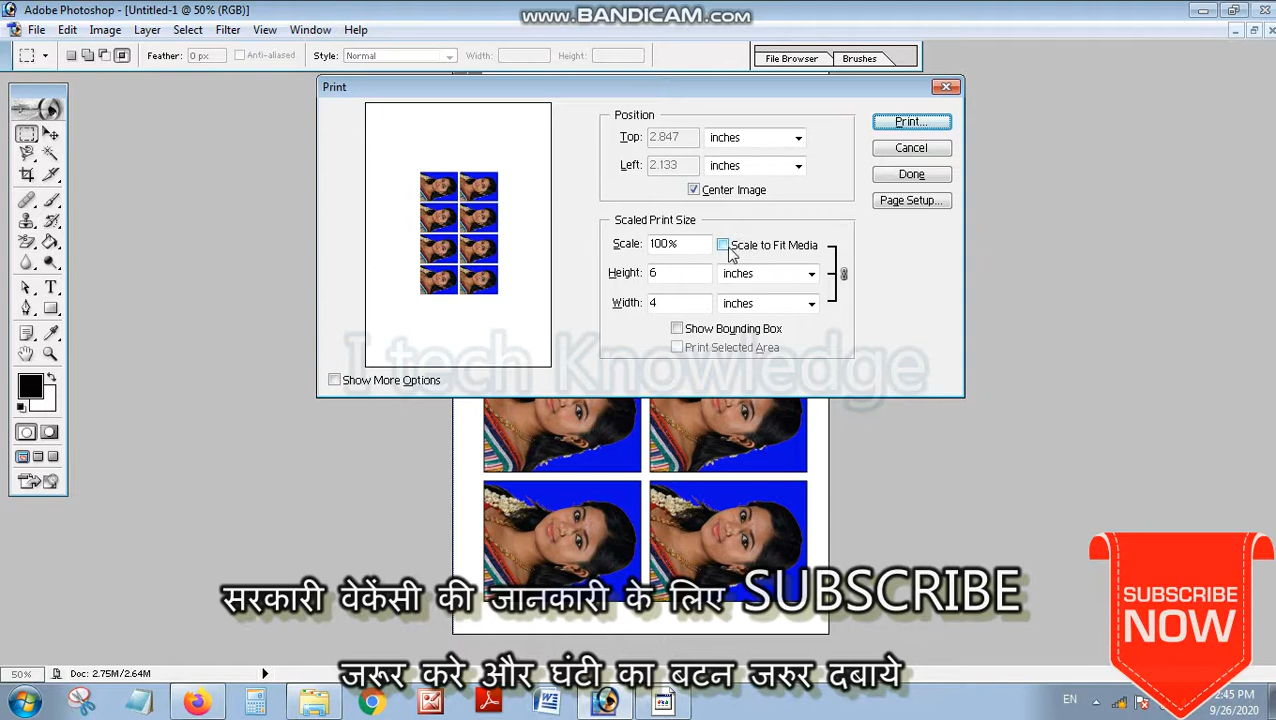 Adobe Photoshop - [Untitled-1 @ 50% (RGB)]
www.BANDICAM.com
File Edit Image Layer Select Filter View Window Help
Feather: 0 px Anti-aliased Style: Normal Width: Height: File Browser Brushes
Print
Position
Top: 2.847 inches
Left: 2.133 inches
Center Image
Print...
Cancel
Done
Page Setup...
Scaled Print Size
Scale: 100% Scale to Fit Media
Height: 6 inches
Width: 4 inches
Show Bounding Box
Print Selected Area
Show More Options
I tech Knowledge
सरकारी वेकेंसी की जानकारी के लिए SUBSCRIBE
जरूर करे और घंटी का बटन जरुर दबाये
SUBSCRIBE
NOW
50% Doc: 2.75M/2.64M
EN 2:45 PM
9/26/2020